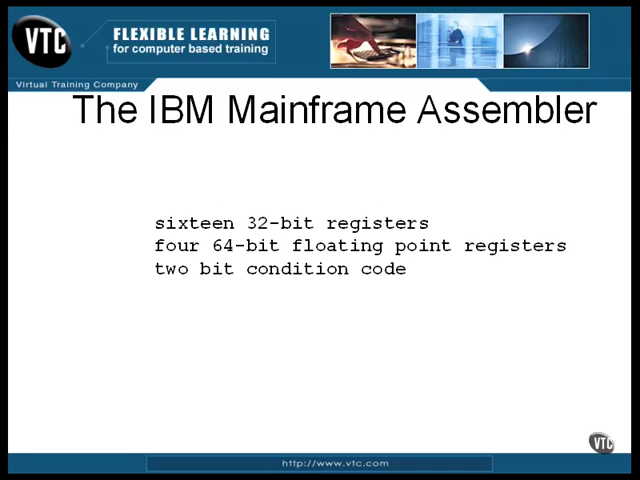 VTC
FLEXIBLE LEARNING
for computer based training
Virtual Training Company
The IBM Mainframe Assembler
sixteen 32-bit registers
four 64-bit floating point registers
two bit condition code
VTC
http://www.vtc.com